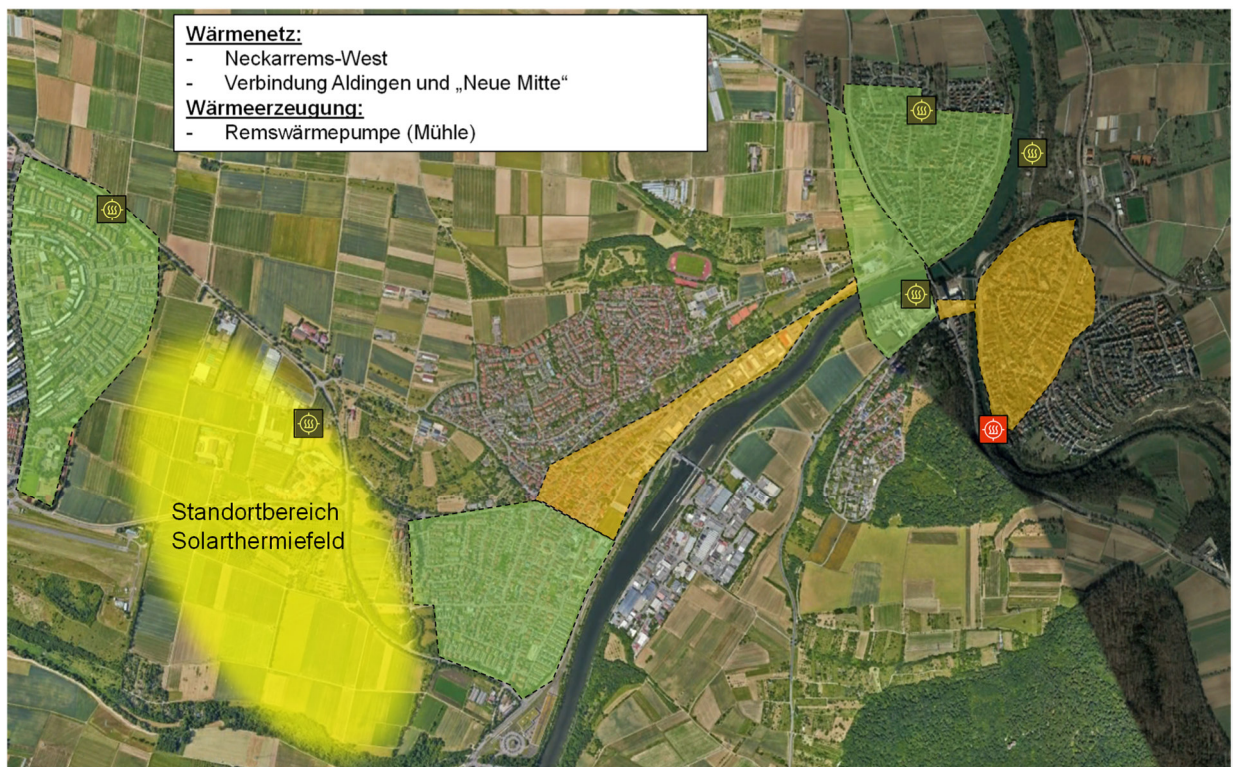 Wärmenetz:
- Neckarrems-West
- Verbindung Aldingen und „Neue Mitte“
Wärmeerzeugung:
- Remswärmepumpe (Mühle)
Standortbereich
Solarthermiefeld